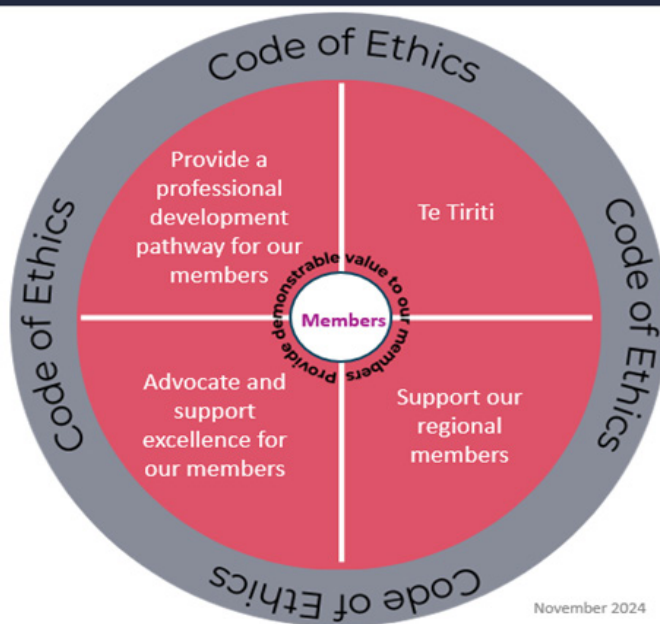 Code of Ethics
Provide a
professional
development
pathway for our
members
Te Tiriti
Code of Ethics
Code of Ethics
Provide demonstrable value to our members
Members
Advocate and
support
excellence for
our members
Support our
regional
members
Code of Ethics
November 2024